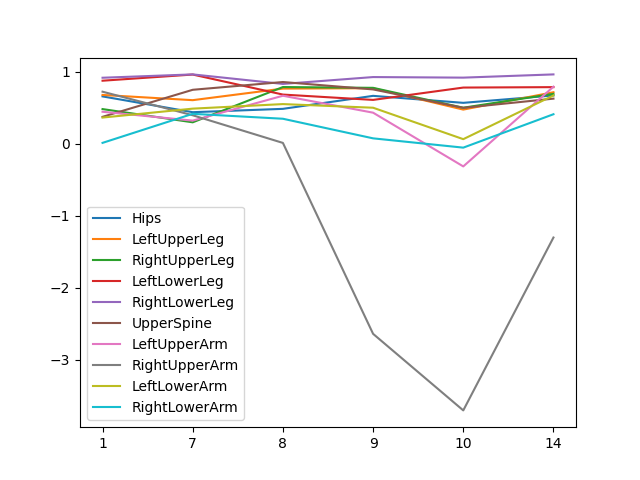 1
0
−1
−2
−3
Hips
LeftUpperLeg
RightUpperLeg
LeftLowerLeg
RightLowerLeg
UpperSpine
LeftUpperArm
RightUpperArm
LeftLowerArm
RightLowerArm
1 7 8 9 10 14